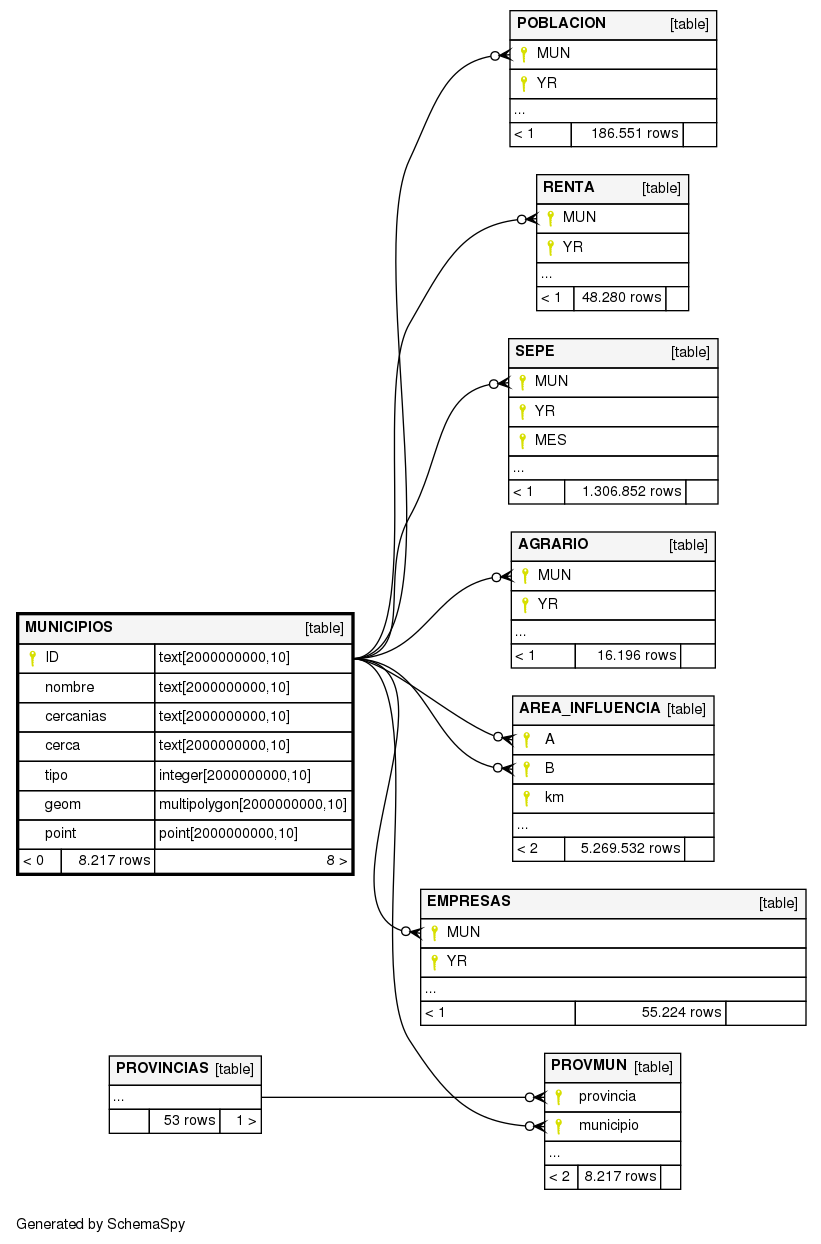 POBLACION [table]
MUN
YR
...
< 1 186.551 rows
RENTA [table]
MUN
YR
...
< 1 48.280 rows
SEPE [table]
MUN
YR
MES
...
< 1 1.306.852 rows
AGRARIO [table]
MUN
YR
...
< 1 16.196 rows
MUNICIPIOS [table]
ID text[2000000000,10]
nombre text[2000000000,10]
cercanias text[2000000000,10]
cerca text[2000000000,10]
tipo integer[2000000000,10]
geom multipolygon[2000000000,10]
point point[2000000000,10]
< 0 8.217 rows 8 >
AREA_INFLUENCIA [table]
A
B
km
...
< 2 5.269.532 rows
EMPRESAS [table]
MUN
YR
...
< 1 55.224 rows
PROVINCIAS [table]
...
53 rows 1 >
PROVMUN [table]
provincia
municipio
...
< 2 8.217 rows
Generated by SchemaSpy